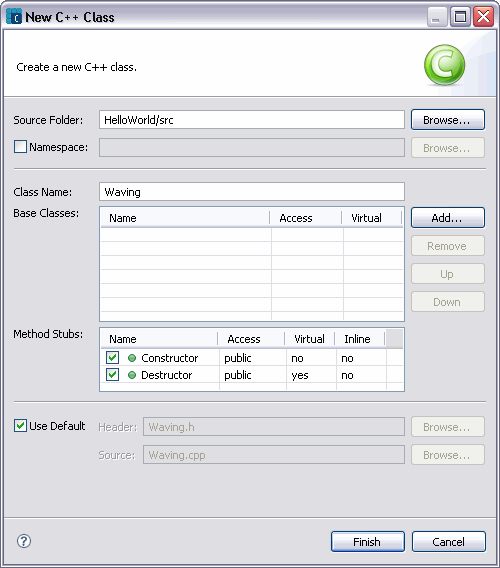 New C++ Class
Create a new C++ class.
Source Folder: HelloWorld/src Browse...
Namespace: Browse...
Class Name: Waving
Base Classes: Name Access Virtual Add...
Remove
Up
Down
Method Stubs: Name Access Virtual Inline
Constructor public no no
Destructor public yes no
Use Default Header: Waving.h Browse...
Source: Waving.cpp Browse...
? Finish Cancel